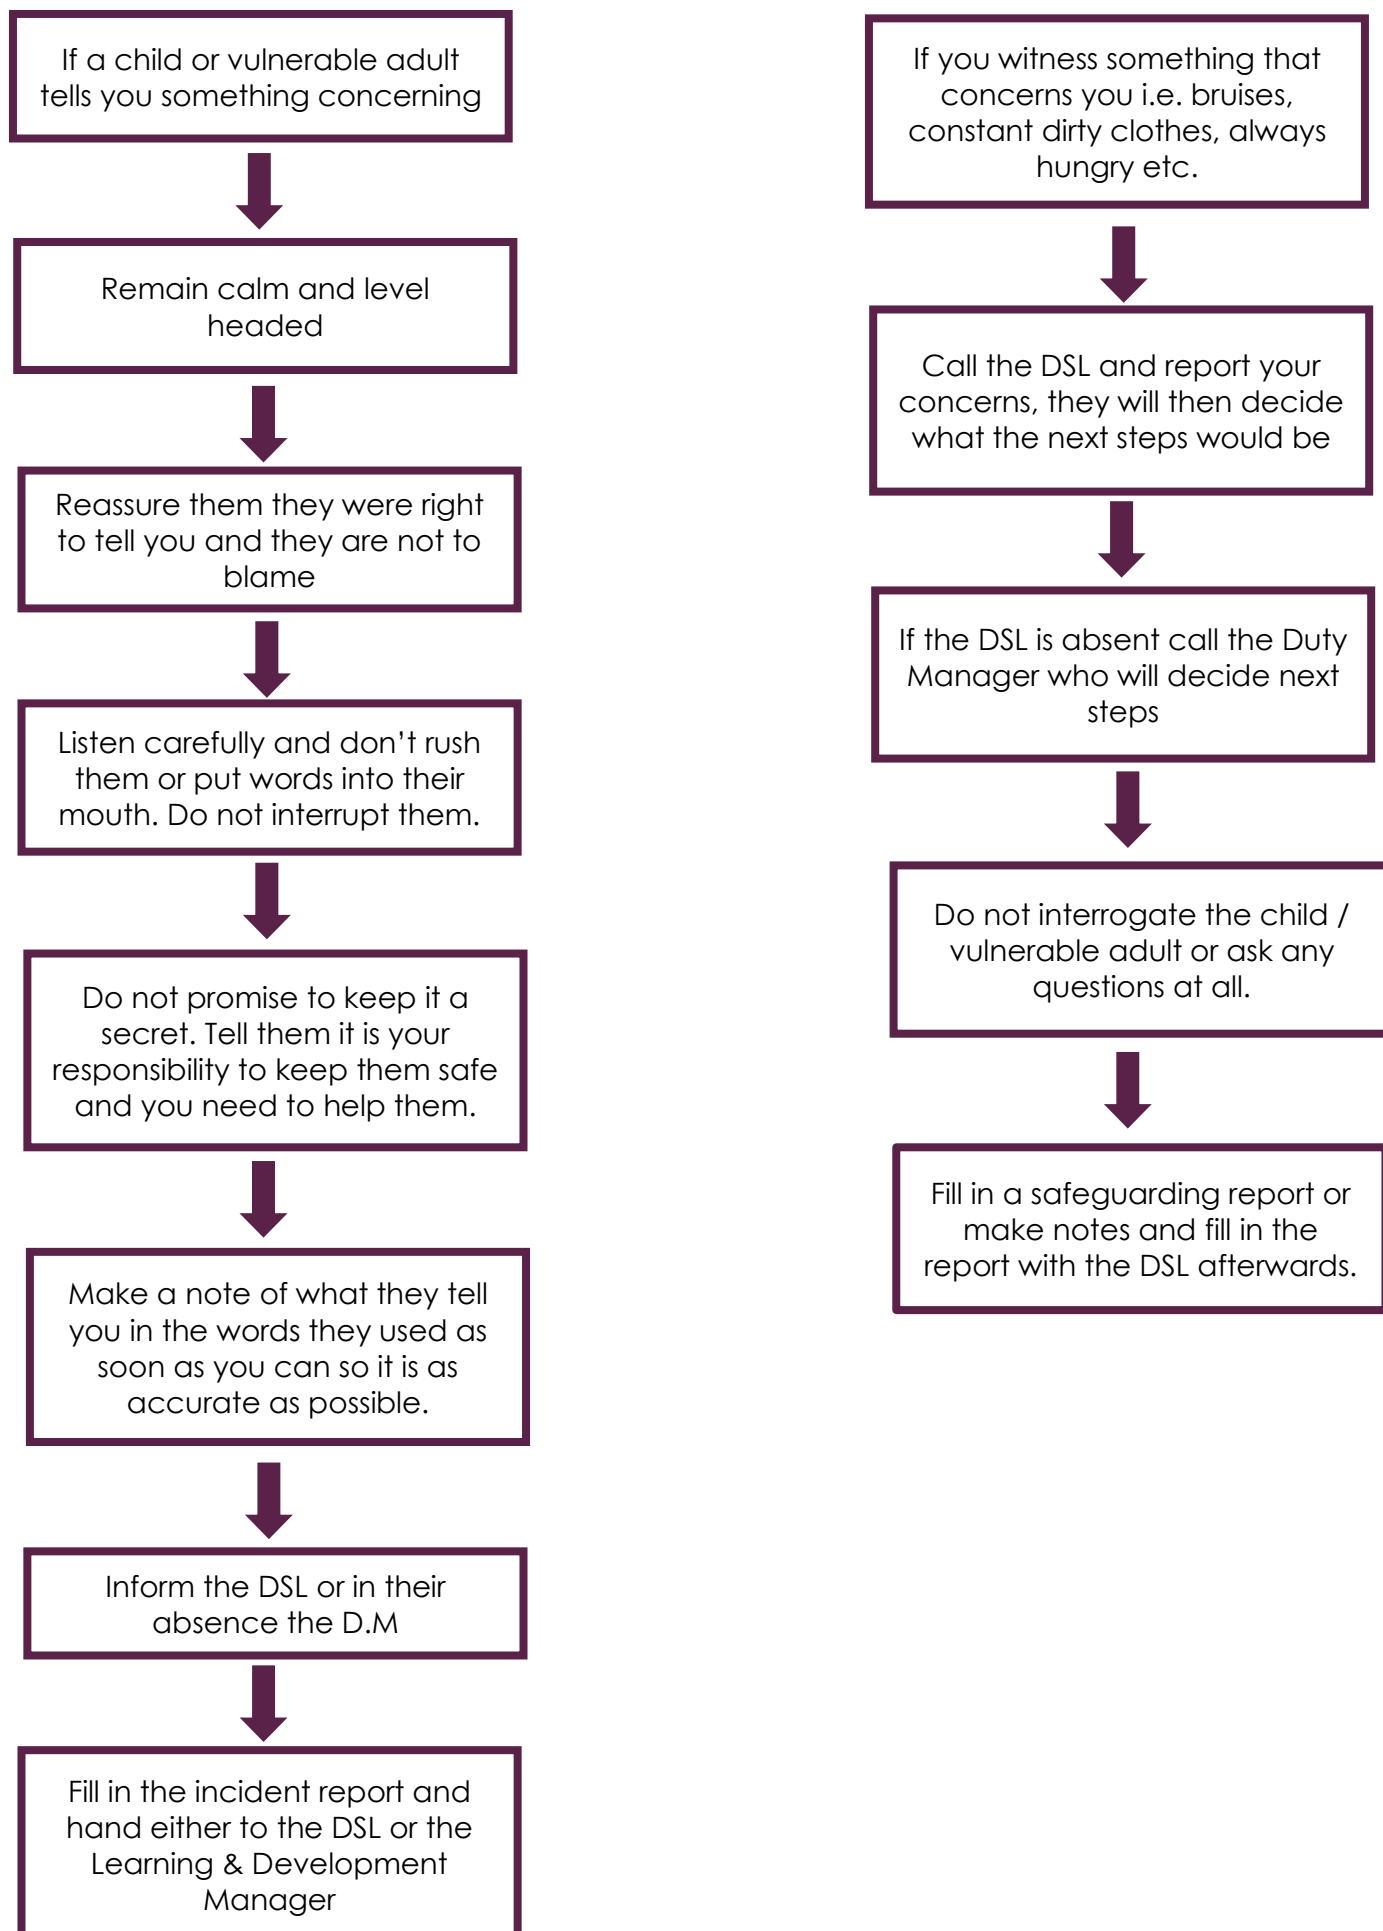 If a child or vulnerable adult
tells you something concerning
Remain calm and level
headed
Reassure them they were right
to tell you and they are not to
blame
Listen carefully and don’t rush
them or put words into their
mouth. Do not interrupt them.
Do not promise to keep it a
secret. Tell them it is your
responsibility to keep them safe
and you need to help them.
Make a note of what they tell
you in the words they used as
soon as you can so it is as
accurate as possible.
Inform the DSL or in their
absence the D.M
Fill in the incident report and
hand either to the DSL or the
Learning & Development
Manager
If you witness something that
concerns you i.e. bruises,
constant dirty clothes, always
hungry etc.
Call the DSL and report your
concerns, they will then decide
what the next steps would be
If the DSL is absent call the Duty
Manager who will decide next
steps
Do not interrogate the child /
vulnerable adult or ask any
questions at all.
Fill in a safeguarding report or
make notes and fill in the
report with the DSL afterwards.